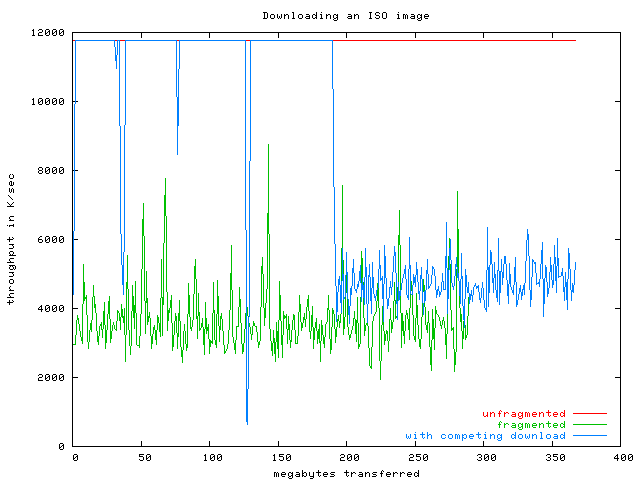 Downloading an ISO image
12000
10000
8000
6000
4000
2000
0
throughput in K/sec
unfragmented
fragmented
with competing download
0 50 100 150 200 250 300 350 400
megabytes transferred